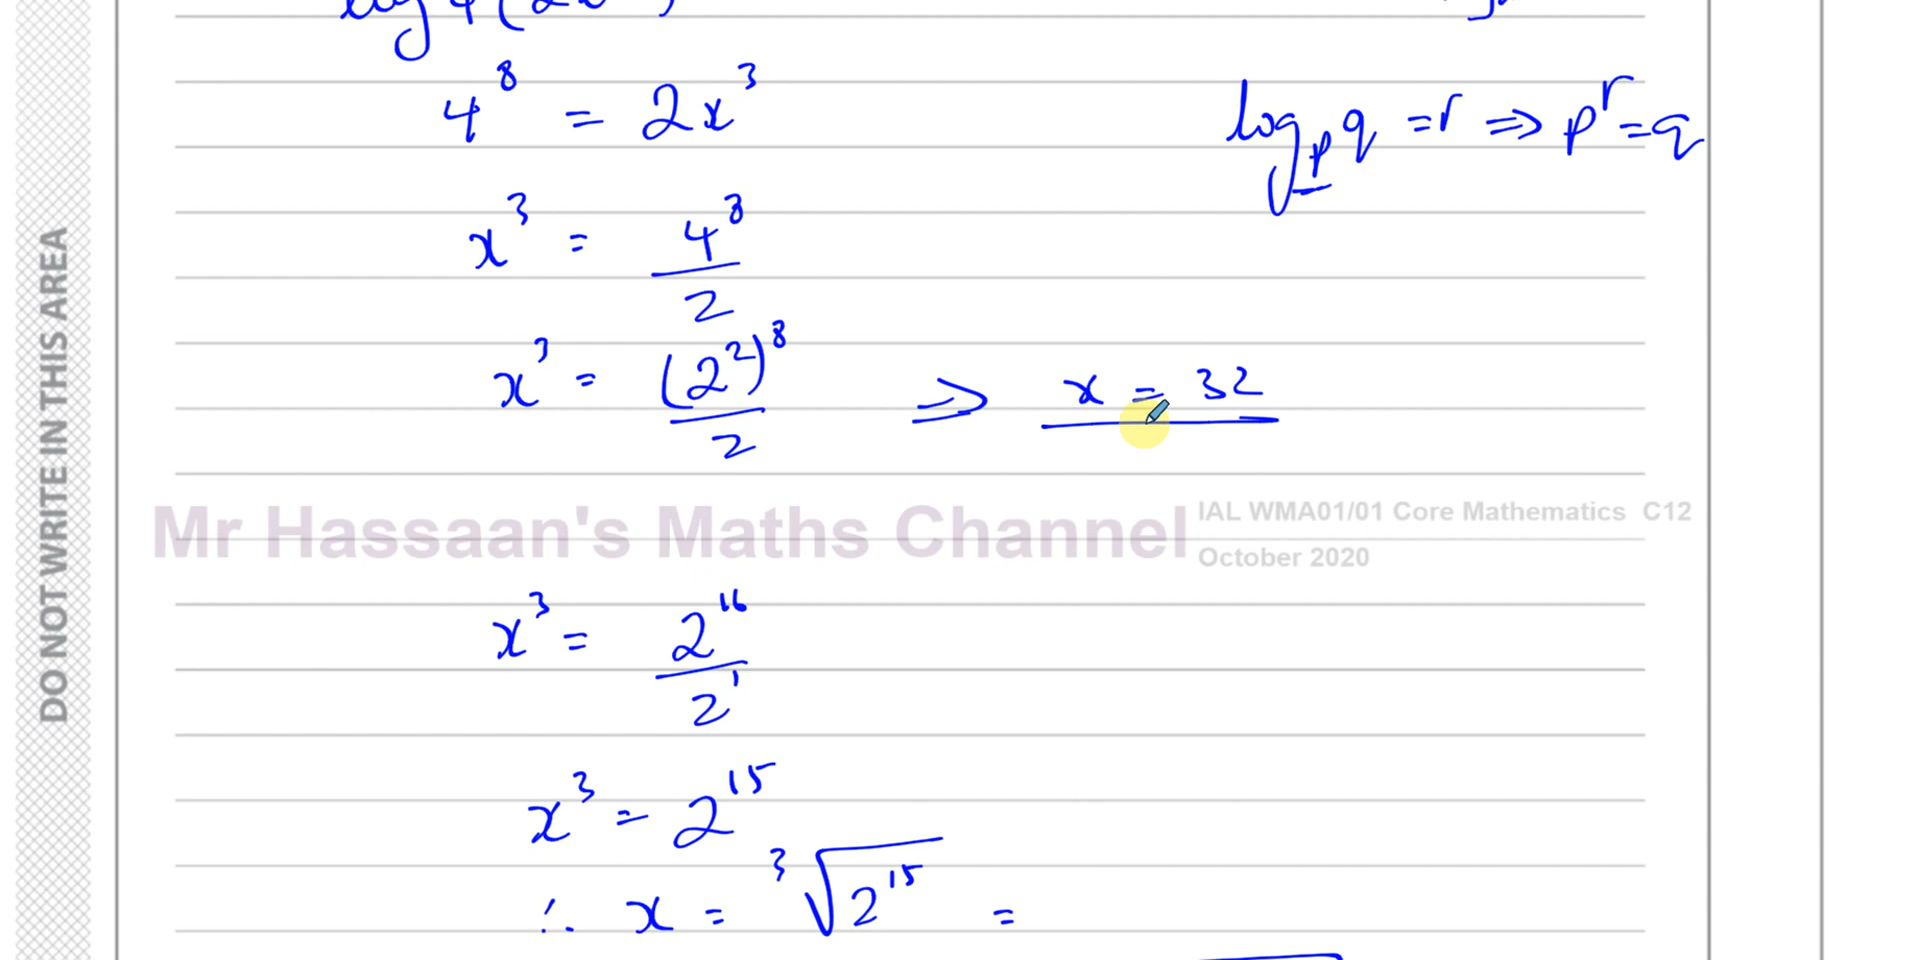 4^8 = 2x^3
log_p q = r ⇒ p^r = q
x^3 = 4^8/2
x^3 = (2^2)^8/2 ⇒ x = 32
DO NOT WRITE IN THIS AREA
Mr Hassaan's Maths Channel
IAL WMA01/01 Core Mathematics C12
October 2020
x^3 = 2^16/2^1
x^3 = 2^15
∴ x = ³√2^15 =